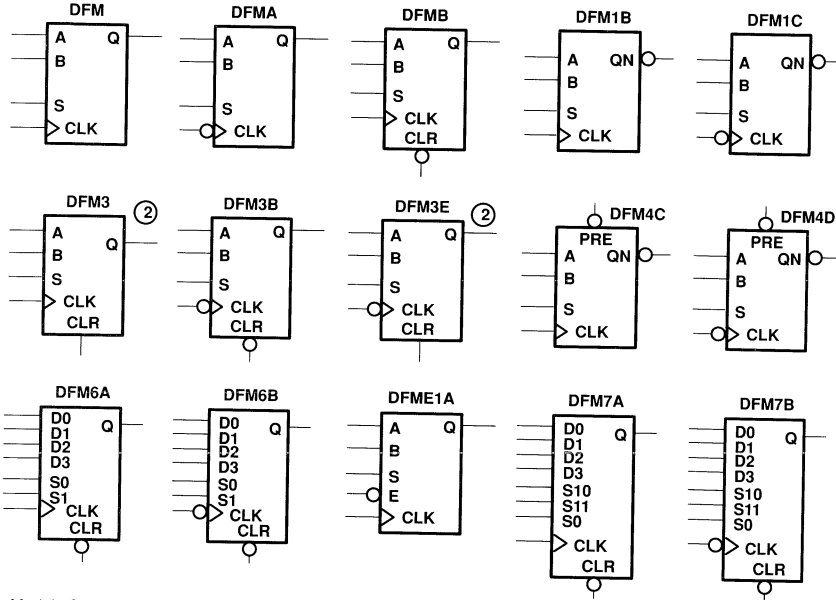 DFM
A Q
B
S
CLK
DFMA
A Q
B
S
CLK
DFMB
A Q
B
S
CLK
CLR
DFM1B
A QN
B
S
CLK
DFM1C
A QN
B
S
CLK
DFM3 2
A Q
B
S
CLK
CLR
DFM3B
A Q
B
S
CLK
CLR
DFM3E 2
A Q
B
S
CLK
CLR
DFM4C
PRE
A QN
B
S
CLK
DFM4D
PRE
A QN
B
S
CLK
DFM6A
D0 Q
D1
D2
D3
S0
S1
CLK
CLR
DFM6B
D0 Q
D1
D2
D3
S0
S1
CLK
CLR
DFME1A
A Q
B
S
E
CLK
DFM7A
D0 Q
D1
D2
D3
S10
S11
S0
CLK
CLR
DFM7B
D0 Q
D1
D2
D3
S10
S11
S0
CLK
CLR